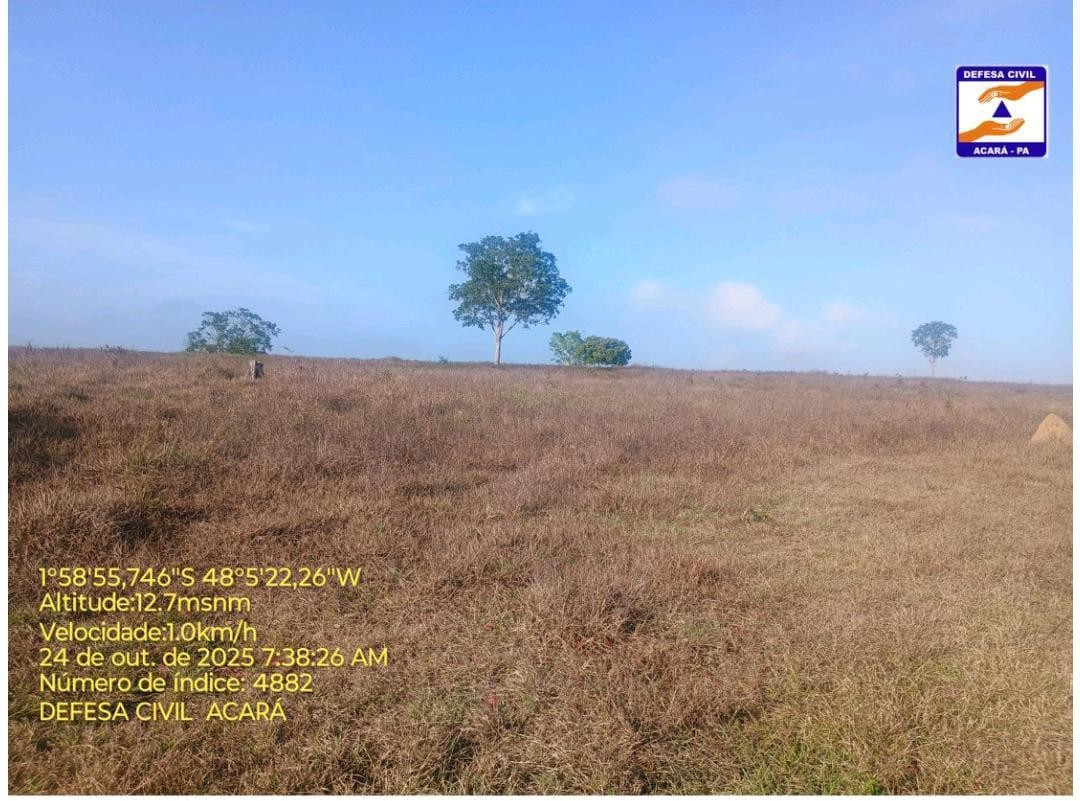 DEFESA CIVIL
ACARÁ - PA
1°58'55,746"S 48°5'22,26"W
Altitude:12.7msnm
Velocidade:1.0km/h
24 de out. de 2025 7:38:26 AM
Número de índice: 4882
DEFESA CIVIL ACARÁ